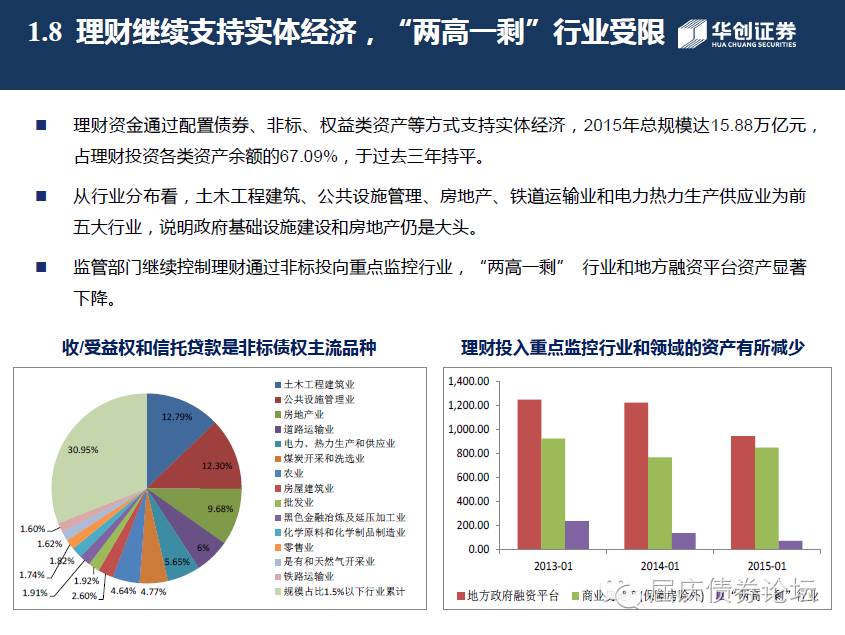 1.8 理财继续支持实体经济，“两高一剩”行业受限
华创证券
HUA CHUANG SECURITIES
理财资金通过配置债券、非标、权益类资产等方式支持实体经济，2015年总规模达15.88万亿元，
占理财投资各类资产余额的67.09%，于过去三年持平。
从行业分布看，土木工程建筑、公共设施管理、房地产、铁道运输业和电力热力生产供应业为前
五大行业，说明政府基础设施建设和房地产仍是大头。
监管部门继续控制理财通过非标投向重点监控行业，“两高一剩” 行业和地方融资平台资产显著
下降。
收/受益权和信托贷款是非标债权主流品种
12.79%
12.30%
9.68%
6%
5.65%
4.77%
4.64%
2.60%
1.92%
1.91%
1.74%
1.82%
1.62%
1.60%
30.95%
土木工程建筑业
公共设施管理业
房地产业
道路运输业
电力、热力生产和供应业
煤炭开采和洗选业
农业
房屋建筑业
批发业
黑色金融冶炼及延压加工业
化学原料和化学制品制造业
零售业
是有和天然气开采业
铁路运输业
规模占比1.5%以下行业累计
理财投入重点监控行业和领域的资产有所减少
1,400.00
1,200.00
1,000.00
800.00
600.00
400.00
200.00
0.00
2013-01
2014-01
2015-01
地方政府融资平台
商业 (保障房除外)
“两高一剩”行业
屈庆债券论坛